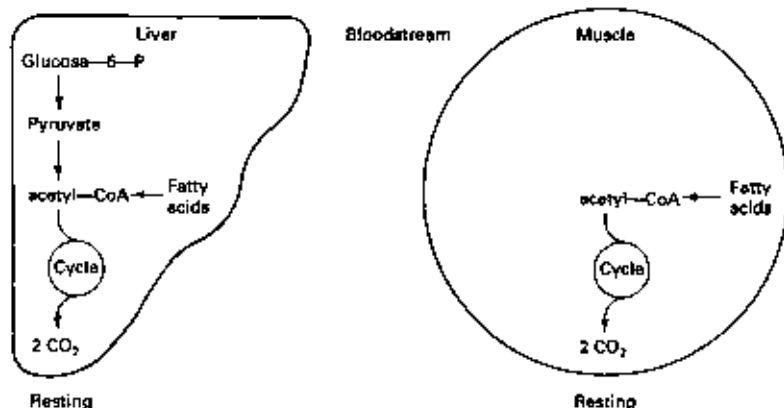 Liver
Bloodstream
Muscle
Glucose—6—P
Pyruvate
acetyl—CoA
Fatty
acids
Cycle
2 CO₂
Resting
acetyl—CoA
Fatty
acids
Cycle
2 CO₂
Resting